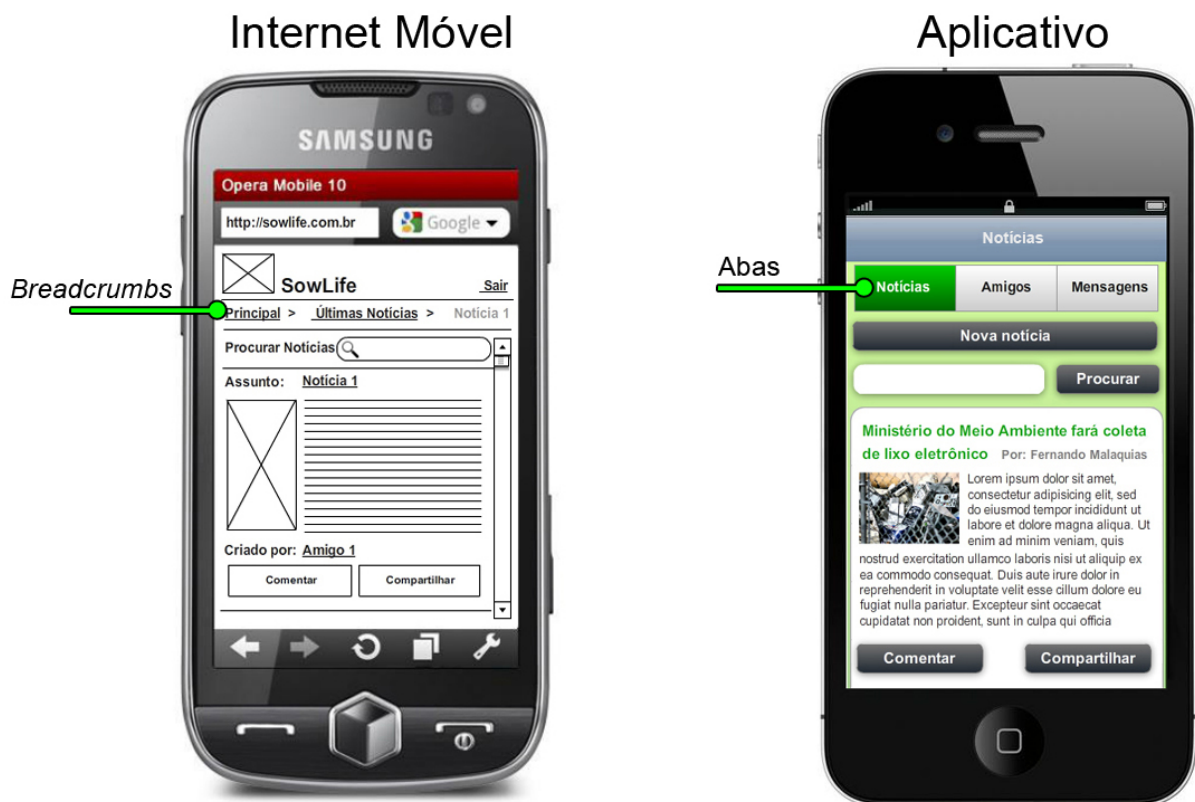 Internet Móvel
Aplicativo
SAMSUNG
Opera Mobile 10
http://sowlife.com.br
Google
SowLife
Sair
Breadcrumbs
Principal > Últimas Notícias > Notícia 1
Procurar Notícias
Assunto: Notícia 1
Criado por: Amigo 1
Comentar
Compartilhar
Notícias
Abas
Notícias
Amigos
Mensagens
Nova notícia
Procurar
Ministério do Meio Ambiente fará coleta
de lixo eletrônico Por: Fernando Malaquias
Lorem ipsum dolor sit amet,
consectetur adipisicing elit, sed
do eiusmod tempor incididunt ut
labore et dolore magna aliqua. Ut
enim ad minim veniam, quis
nostrud exercitation ullamco laboris nisi ut aliquip ex
ea commodo consequat. Duis aute irure dolor in
reprehenderit in voluptate velit esse cillum dolore eu
fugiat nulla pariatur. Excepteur sint occaecat
cupidatat non proident, sunt in culpa qui officia
Comentar
Compartilhar